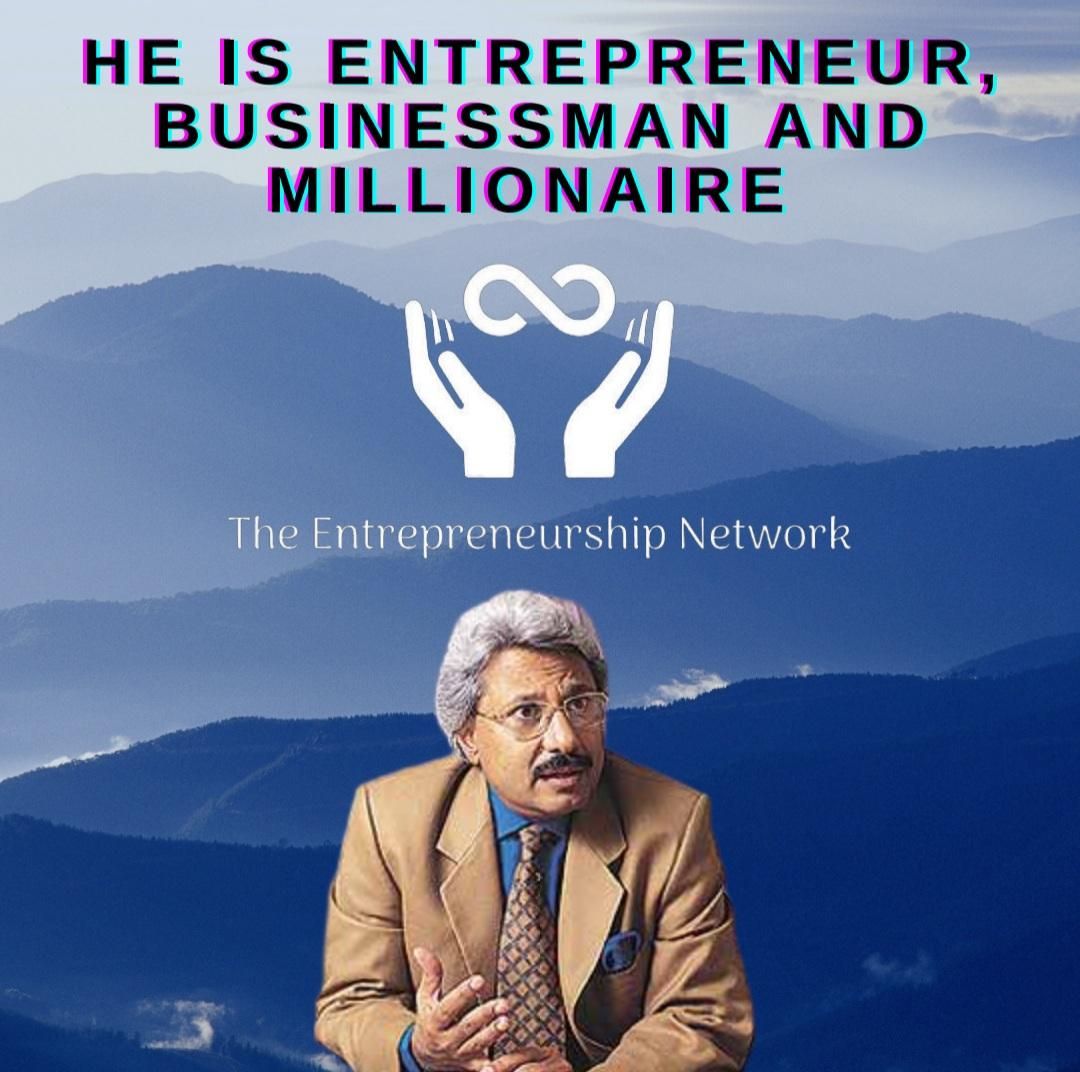 HE IS ENTREPRENEUR,
BUSINESSMAN AND
MILLIONAIRE
The Entrepreneurship Network